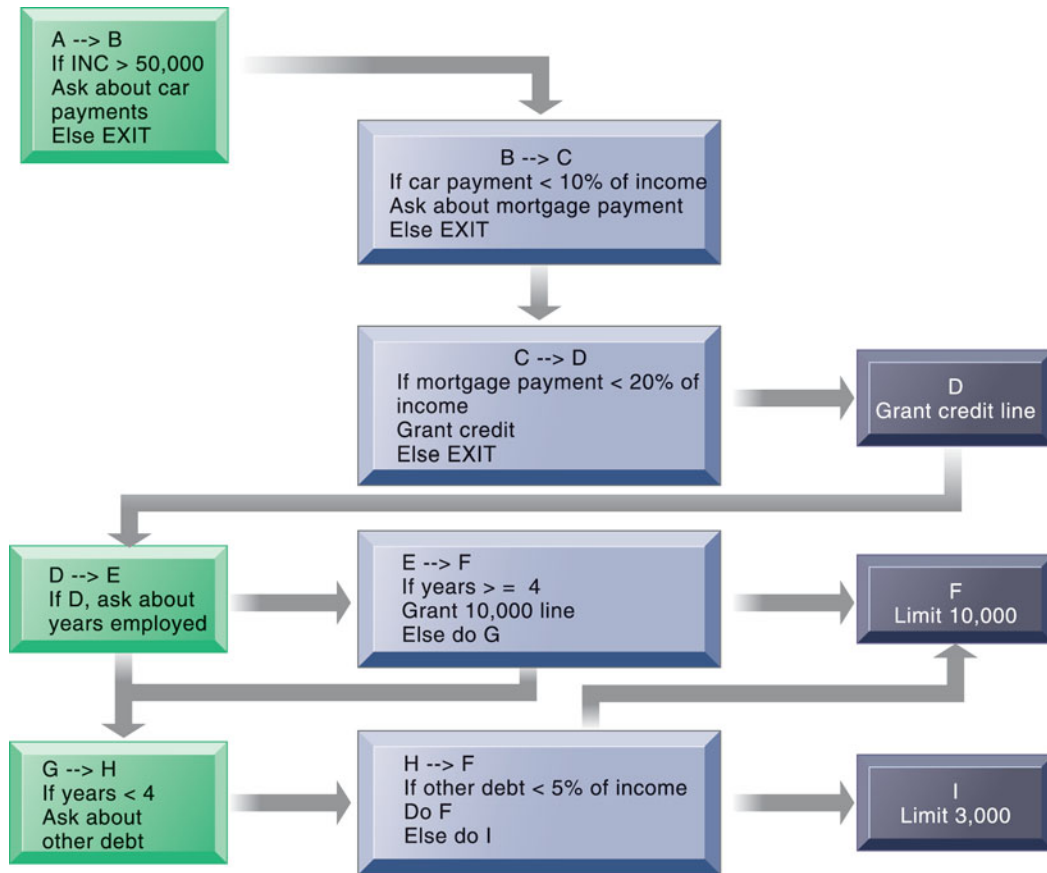 A --> B
If INC > 50,000
Ask about car
payments
Else EXIT
B --> C
If car payment < 10% of income
Ask about mortgage payment
Else EXIT
C --> D
If mortgage payment < 20% of
income
Grant credit
Else EXIT
D
Grant credit line
D --> E
If D, ask about
years employed
E --> F
If years > = 4
Grant 10,000 line
Else do G
F
Limit 10,000
G --> H
If years < 4
Ask about
other debt
H --> F
If other debt < 5% of income
Do F
Else do I
I
Limit 3,000